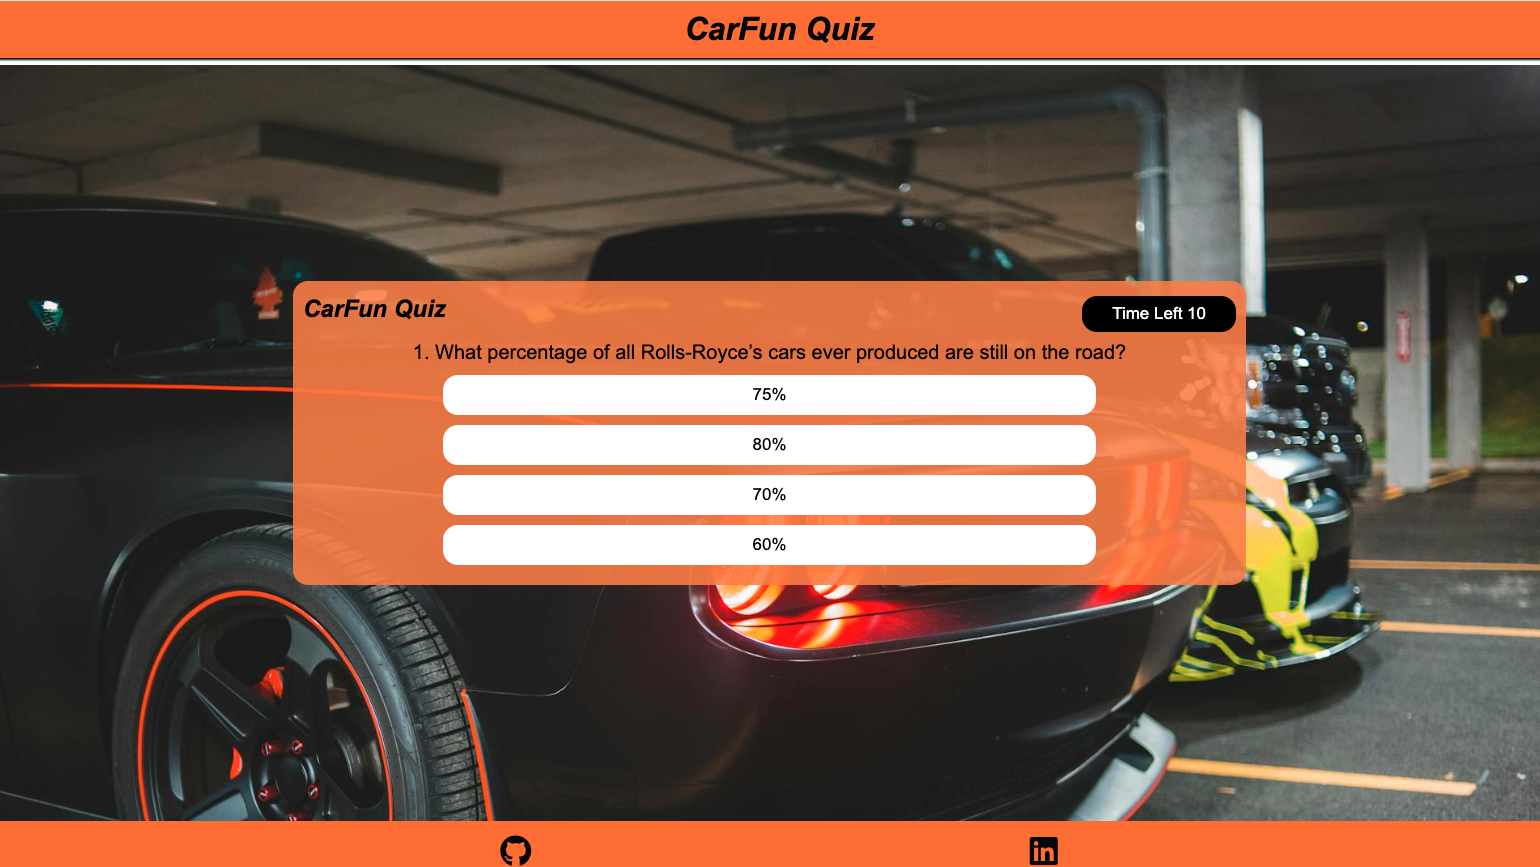 CarFun Quiz
CarFun Quiz
Time Left 10
1. What percentage of all Rolls-Royce’s cars ever produced are still on the road?
75%
80%
70%
60%
in